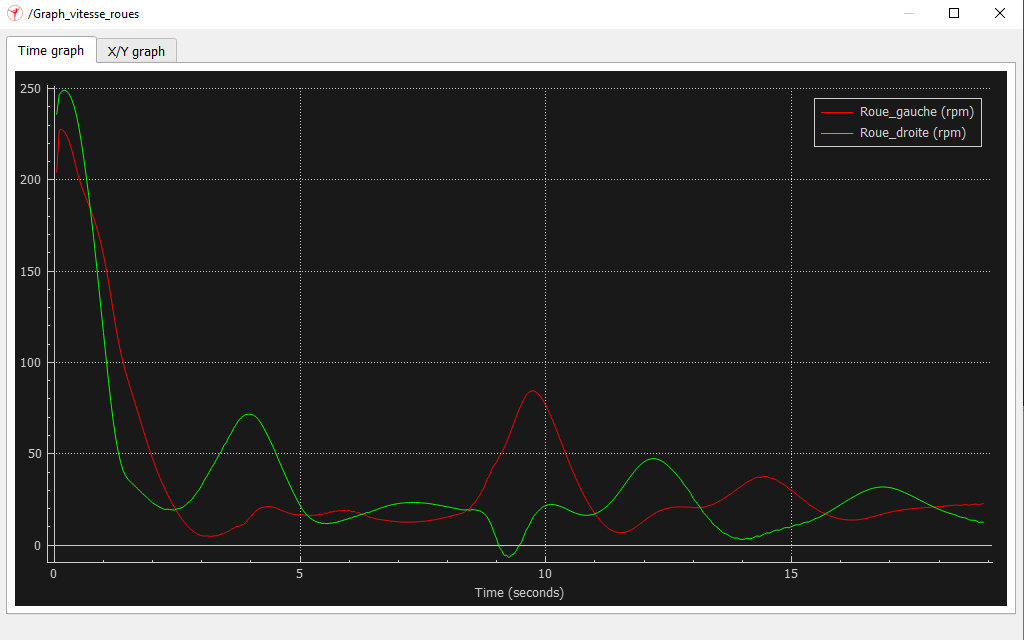 /Graph_vitesse_roues
Time graph
X/Y graph
250
200
150
100
50
0
Roue_gauche (rpm)
Roue_droite (rpm)
0
5
10
15
Time (seconds)